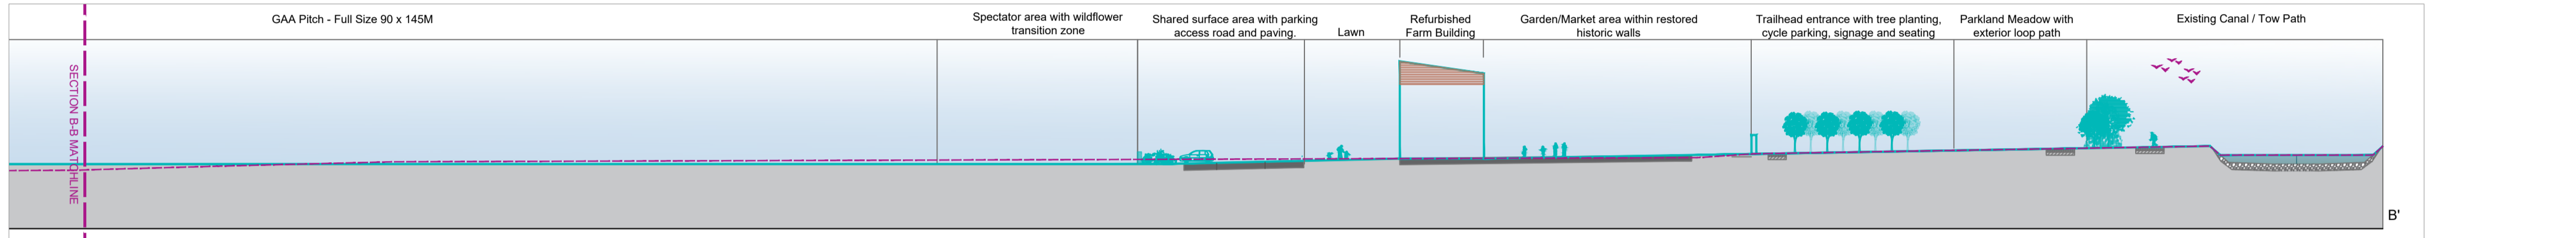 GAA Pitch - Full Size 90 x 145M
Spectator area with wildflower
transition zone
Shared surface area with parking
access road and paving.
Lawn
Refurbished
Farm Building
Garden/Market area within restored
historic walls
Trailhead entrance with tree planting,
cycle parking, signage and seating
Parkland Meadow with
exterior loop path
Existing Canal / Tow Path
SECTION B-B MATCHLINE
B'